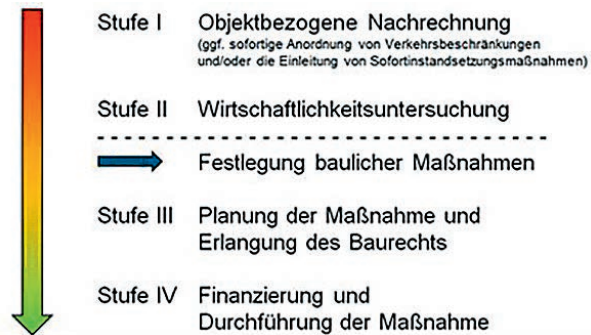 Stufe I Objektbezogene Nachrechnung
(ggf. sofortige Anordnung von Verkehrsbeschränkungen
und/oder die Einleitung von Sofortinstandsetzungsmaßnahmen)
Stufe II Wirtschaftlichkeitsuntersuchung
Festlegung baulicher Maßnahmen
Stufe III Planung der Maßnahme und
Erlangung des Baurechts
Stufe IV Finanzierung und
Durchführung der Maßnahme